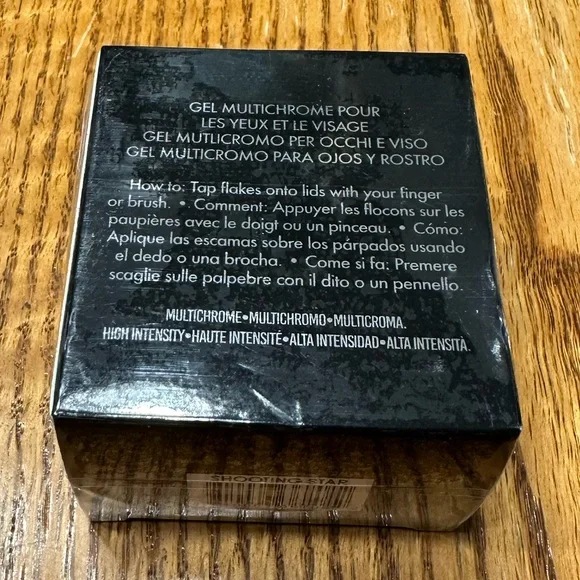 GEL MULTICHROME POUR
LES YEUX ET LE VISAGE
GEL MUTLICROMO PER OCCHI E VISO
GEL MULTICROMO PARA OJOS Y ROSTRO
How to: Tap flakes onto lids with your finger
or brush. • Comment: Appuyer les flocons sur les
paupières avec le doigt ou un pinceau. • Cómo:
Aplique las escamas sobre los párpados usando
el dedo o una brocha. • Come si fa: Premere
scaglie sulle palpebre con il dito o un pennello.
MULTICHROME•MULTICHROMO•MULTICROMA.
HIGH INTENSITY•HAUTE INTENSITÉ•ALTA INTENSIDAD•ALTA INTENSITÀ.
SHOOTING STAR